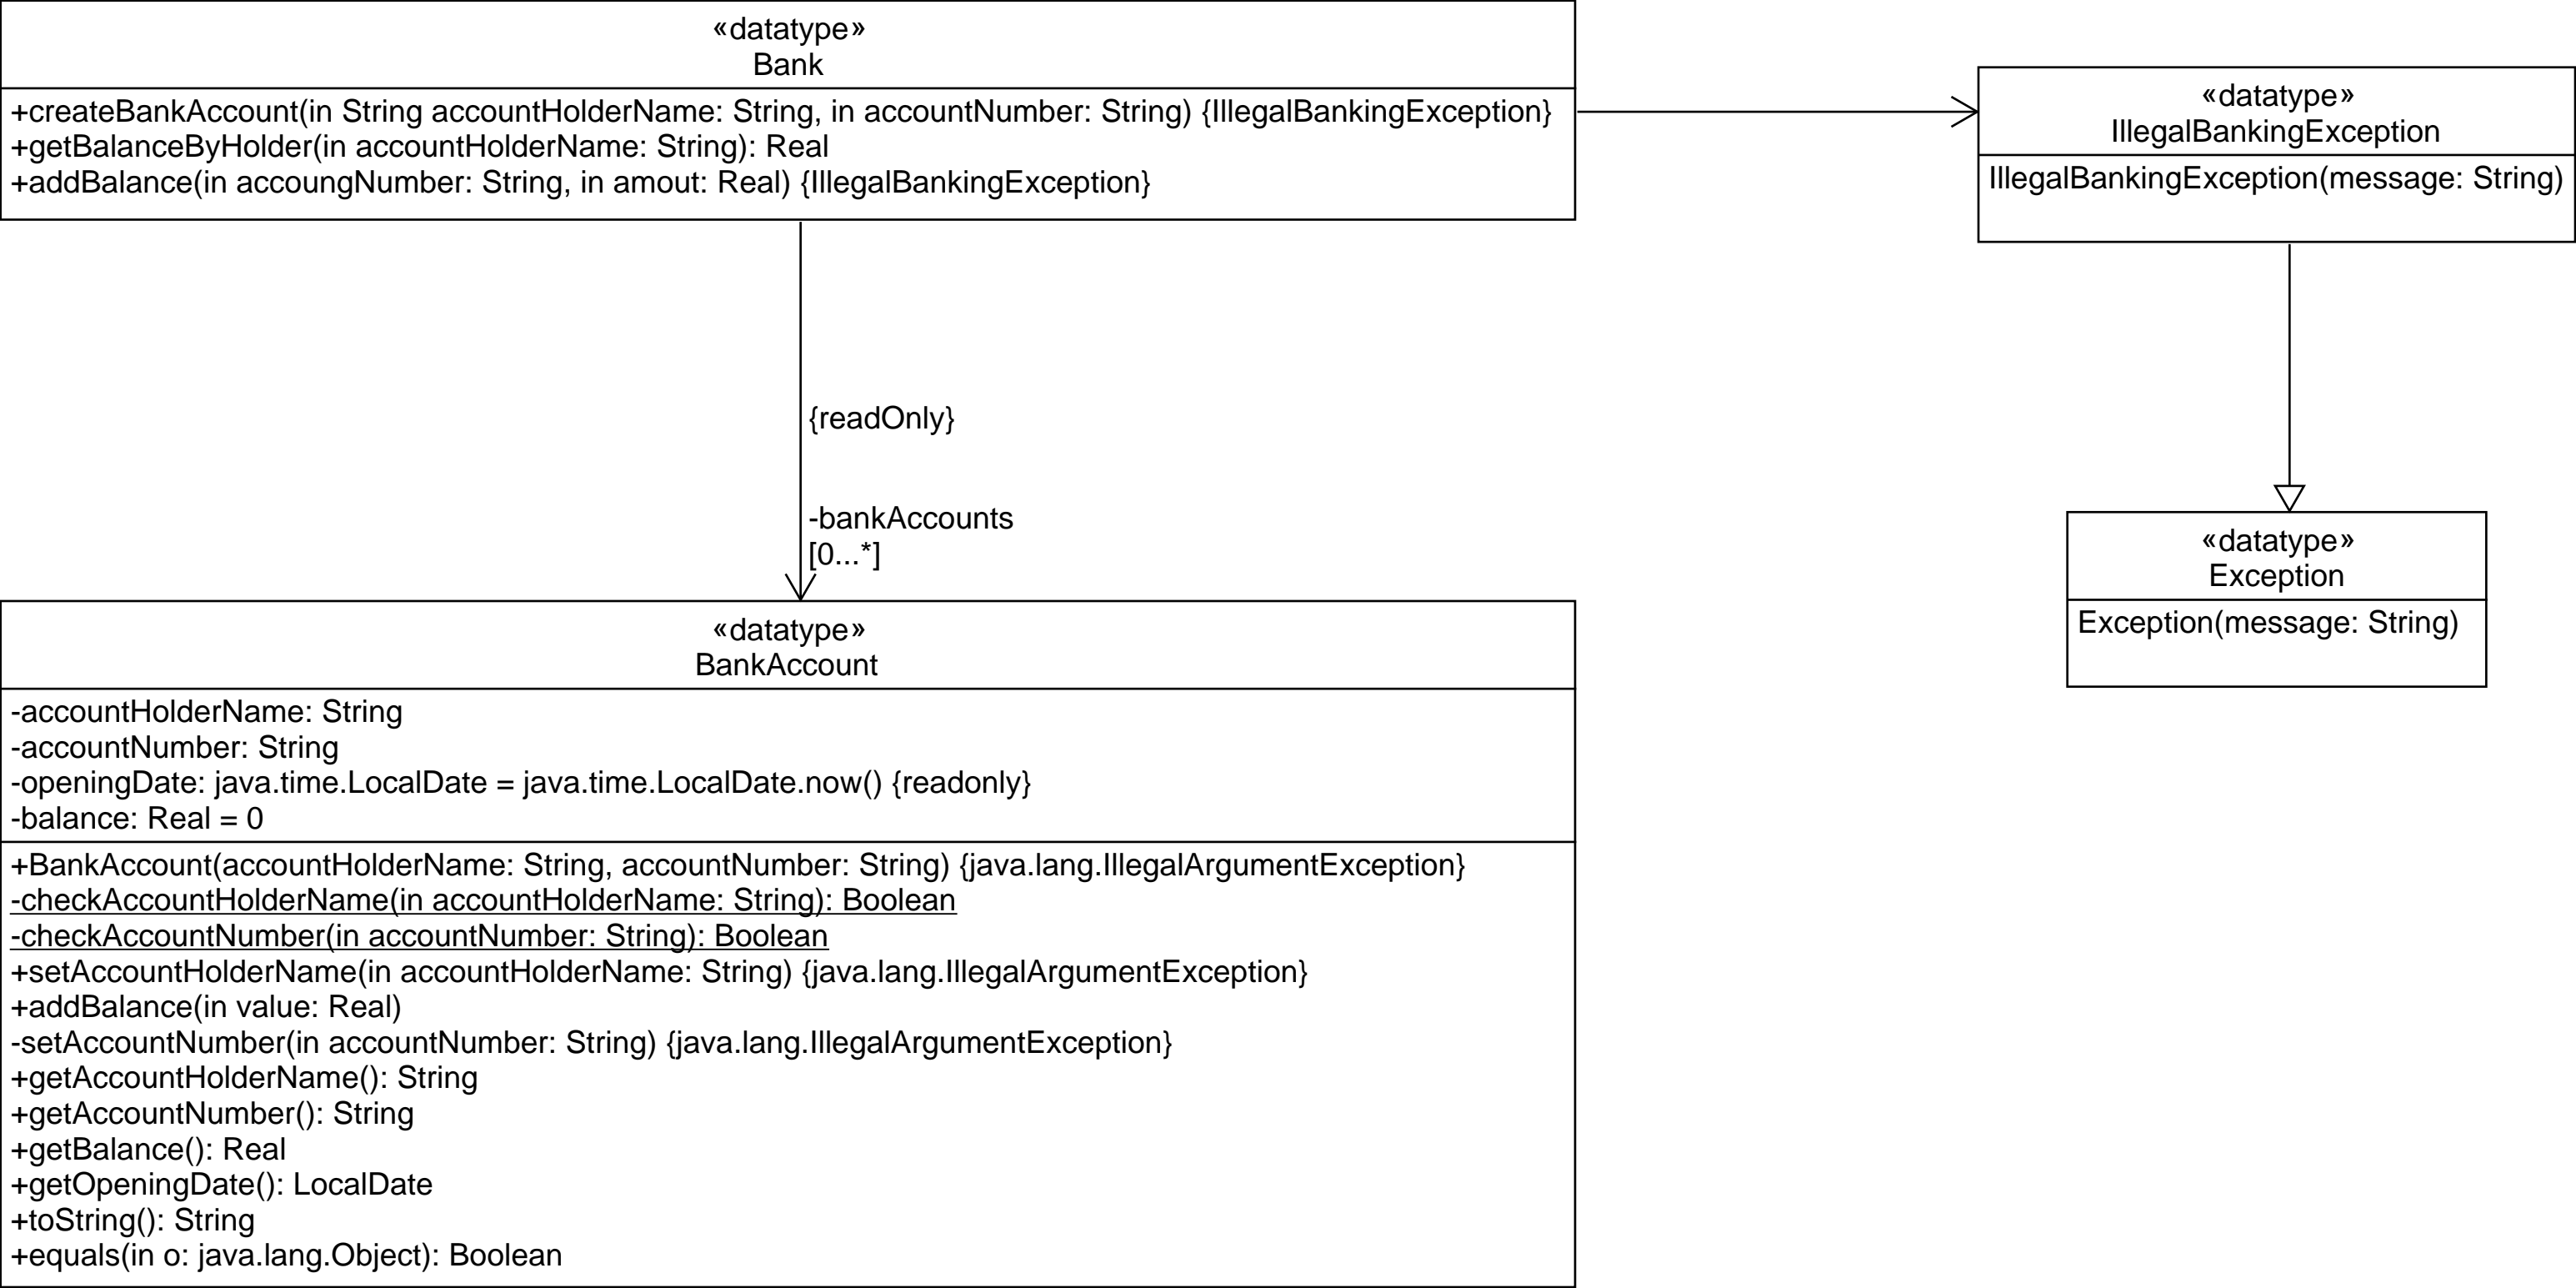 «datatype»
Bank
+createBankAccount(in String accountHolderName: String, in accountNumber: String) {IllegalBankingException}
+getBalanceByHolder(in accountHolderName: String): Real
+addBalance(in accoungNumber: String, in amout: Real) {IllegalBankingException}
«datatype»
IllegalBankingException
IllegalBankingException(message: String)
{readOnly}
-bankAccounts
[0...*]
«datatype»
Exception
Exception(message: String)
«datatype»
BankAccount
-accountHolderName: String
-accountNumber: String
-openingDate: java.time.LocalDate = java.time.LocalDate.now() {readonly}
-balance: Real = 0
+BankAccount(accountHolderName: String, accountNumber: String) {java.lang.IllegalArgumentException}
-checkAccountHolderName(in accountHolderName: String): Boolean
-checkAccountNumber(in accountNumber: String): Boolean
+setAccountHolderName(in accountHolderName: String) {java.lang.IllegalArgumentException}
+addBalance(in value: Real)
-setAccountNumber(in accountNumber: String) {java.lang.IllegalArgumentException}
+getAccountHolderName(): String
+getAccountNumber(): String
+getBalance(): Real
+getOpeningDate(): LocalDate
+toString(): String
+equals(in o: java.lang.Object): Boolean